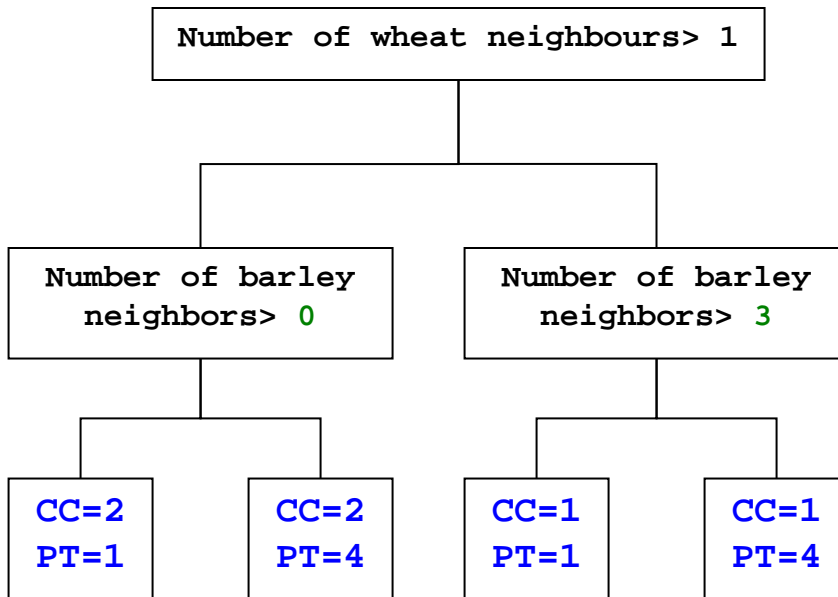 Number of wheat neighbours> 1
Number of barley
neighbors> 0
Number of barley
neighbors> 3
CC=2
PT=1
CC=2
PT=4
CC=1
PT=1
CC=1
PT=4